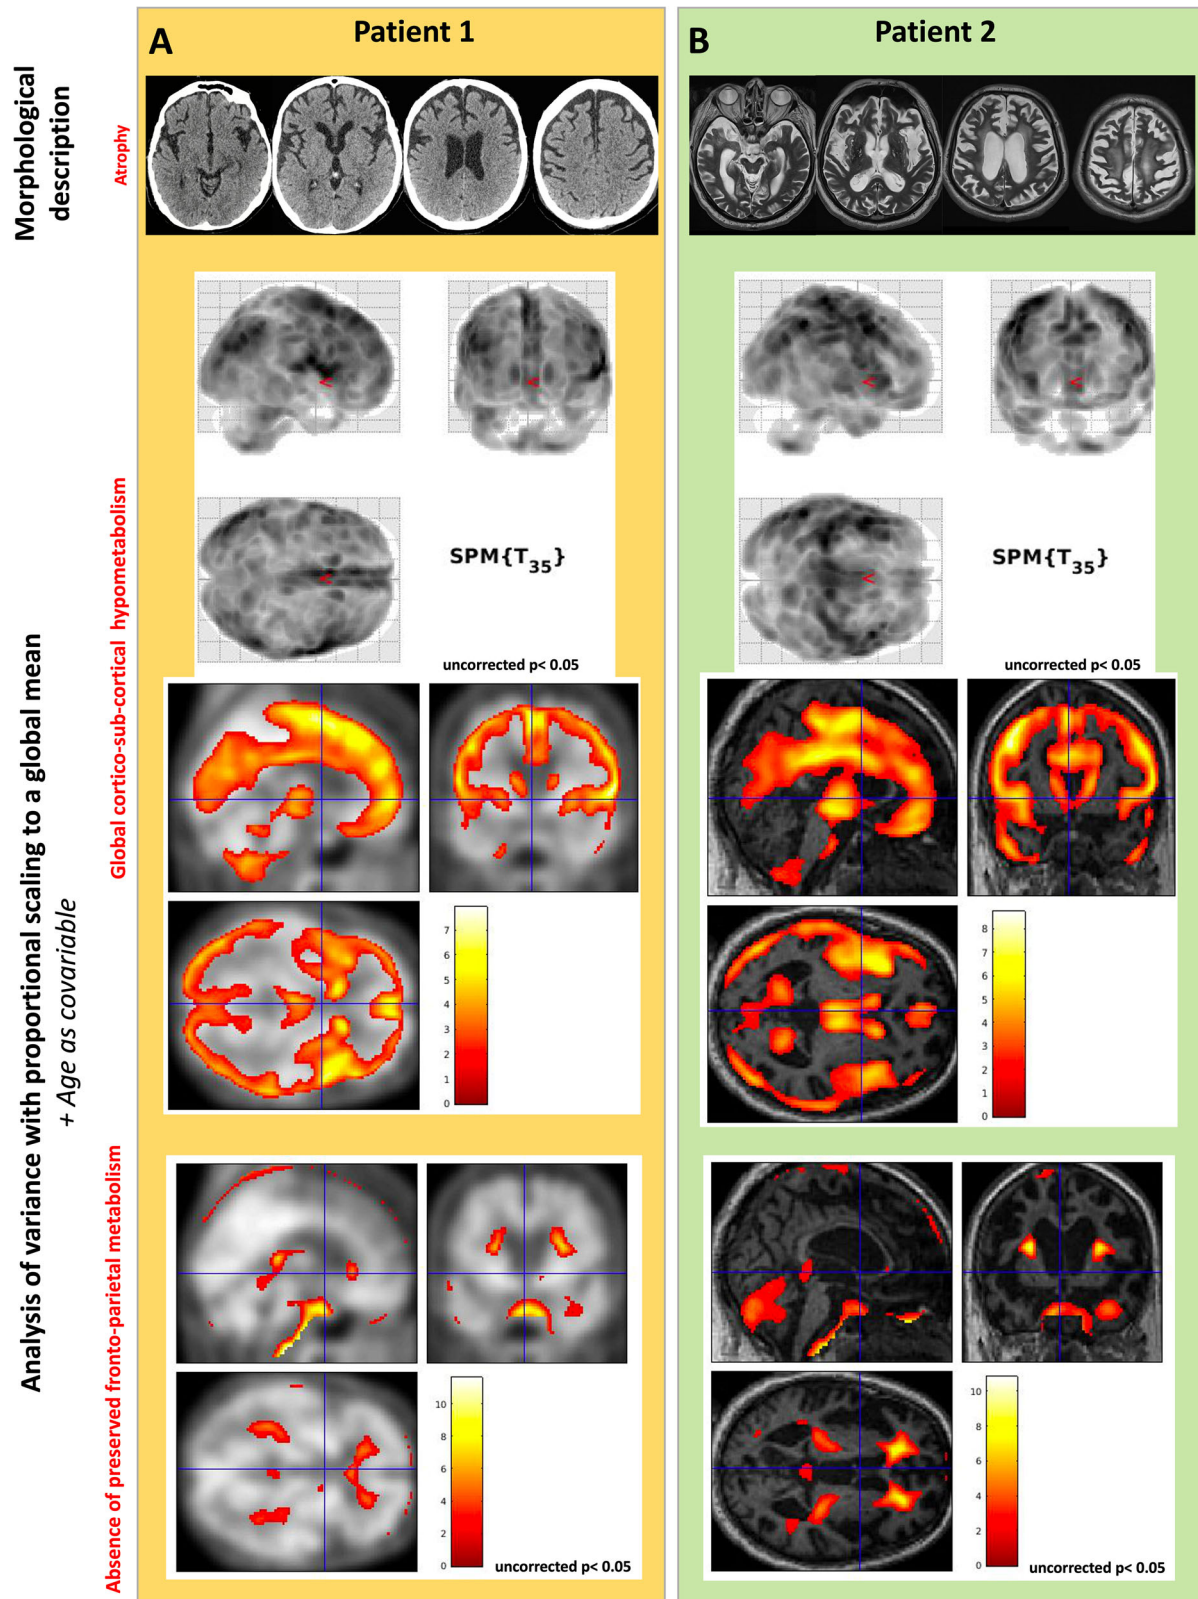 A
Patient 1
B
Patient 2
Morphological
description
Atrophy
Analysis of variance with proportional scaling to a global mean
+ Age as covariable
Global cortico-sub-cortical hypometabolism
<
<
<
SPM{T35}
uncorrected p< 0.05
<
<
<
SPM{T35}
uncorrected p< 0.05
7
6
5
4
3
2
1
0
8
7
6
5
4
3
2
1
0
Absence of preserved fronto-parietal metabolism
10
8
6
4
2
0
uncorrected p< 0.05
10
8
6
4
2
0
uncorrected p< 0.05